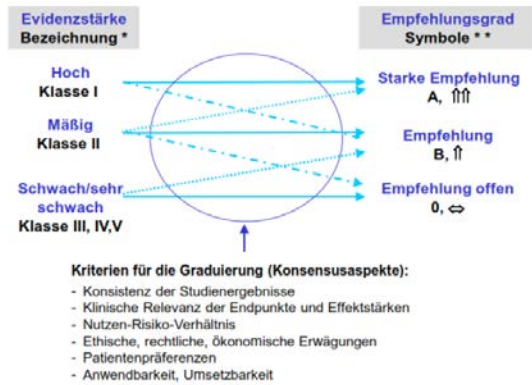 Evidenzstärke
Bezeichnung *
Empfehlungsgrad
Symbole * *
Hoch
Klasse I
Starke Empfehlung
A, ⇑⇑
Mäßig
Klasse II
Empfehlung
B, ⇑
Schwach/sehr
schwach
Klasse III, IV,V
Empfehlung offen
0, ⇔
Kriterien für die Graduierung (Konsensusaspekte):
- Konsistenz der Studienergebnisse
- Klinische Relevanz der Endpunkte und Effektstärken
- Nutzen-Risiko-Verhältnis
- Ethische, rechtliche, ökonomische Erwägungen
- Patientenpräferenzen
- Anwendbarkeit, Umsetzbarkeit